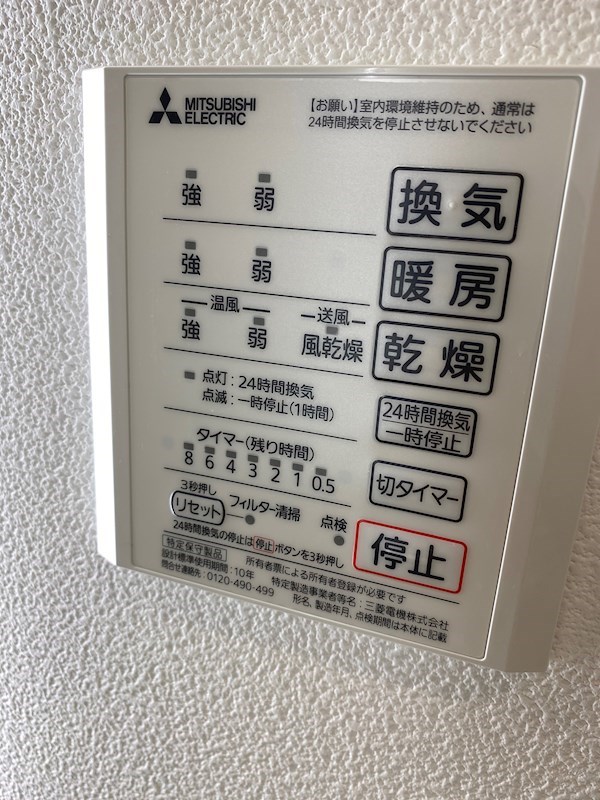 MITSUBISHI
ELECTRIC
【お願い】室内環境維持のため、通常は
24時間換気を停止させないでください
強 弱 換気
強 弱 暖房
温風 送風
強 弱 風乾燥 乾燥
点灯:24時間換気
点滅:一時停止(1時間)
24時間換気
一時停止
タイマー(残り時間)
8 6 4 3 2 1 0.5
切タイマー
3秒押し
リセット フィルター清掃 点検
停止
24時間換気の停止は停止ボタンを3秒押し
特定保守製品 所有者票による所有者登録が必要です
設計標準使用期間:10年 特定製造事業者等名:三菱電機株式会社
問合せ連絡先:0120-490-499 形名、製造年月、点検期間は本体に記載